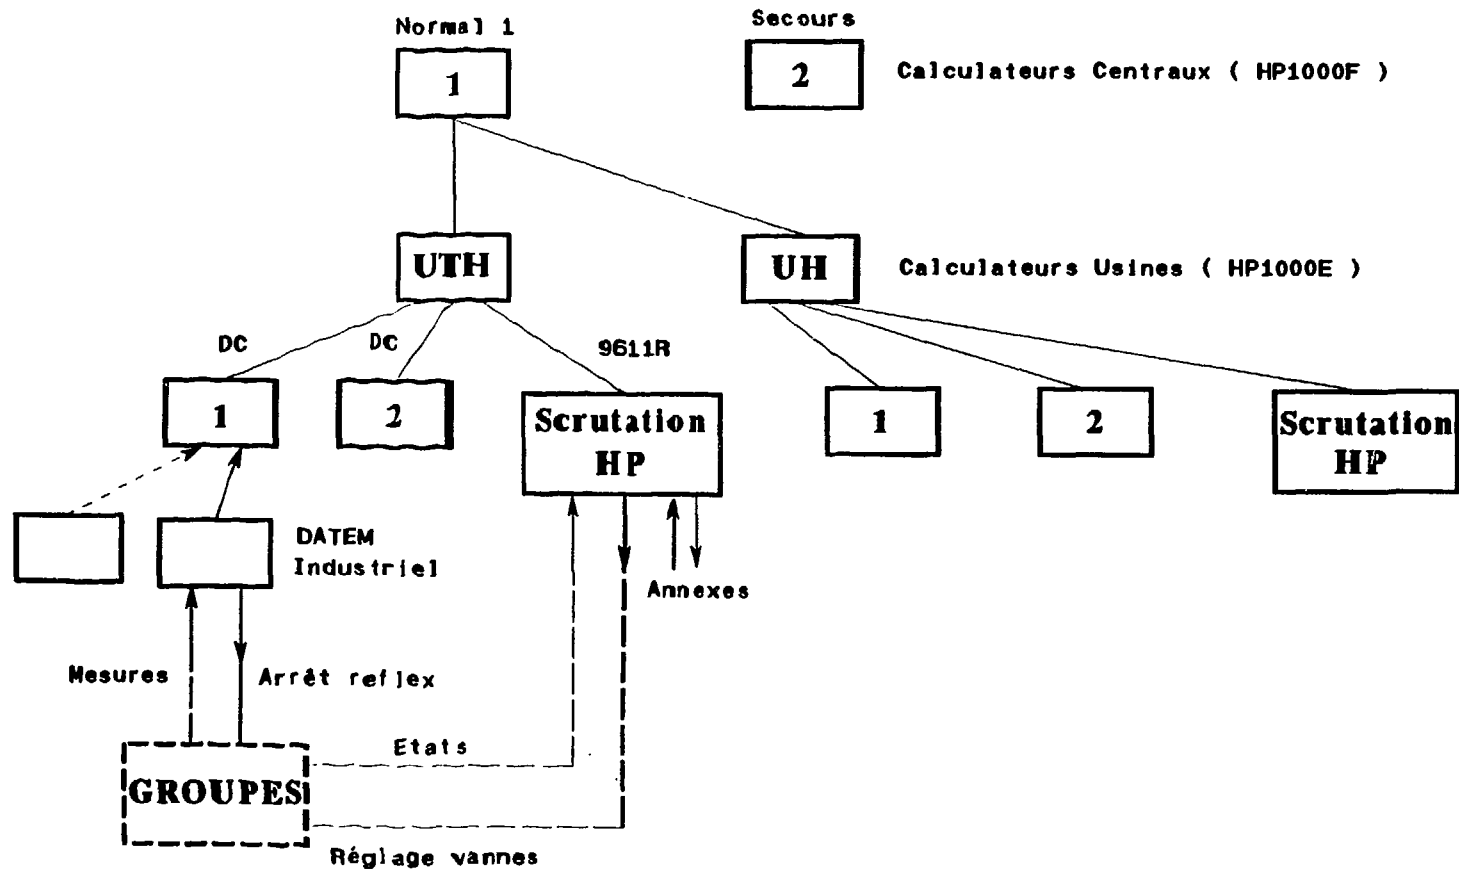 Normal 1
Secours
1
2
Calculateurs Centraux ( HP1000F )
UTH
UH
Calculateurs Usines ( HP1000E )
DC
DC
9611R
1
2
Scrutation
HP
1
2
Scrutation
HP
DATEM
Industriel
Annexes
Mesures
Arrêt reflex
Etats
GROUPES
Réglage vannes